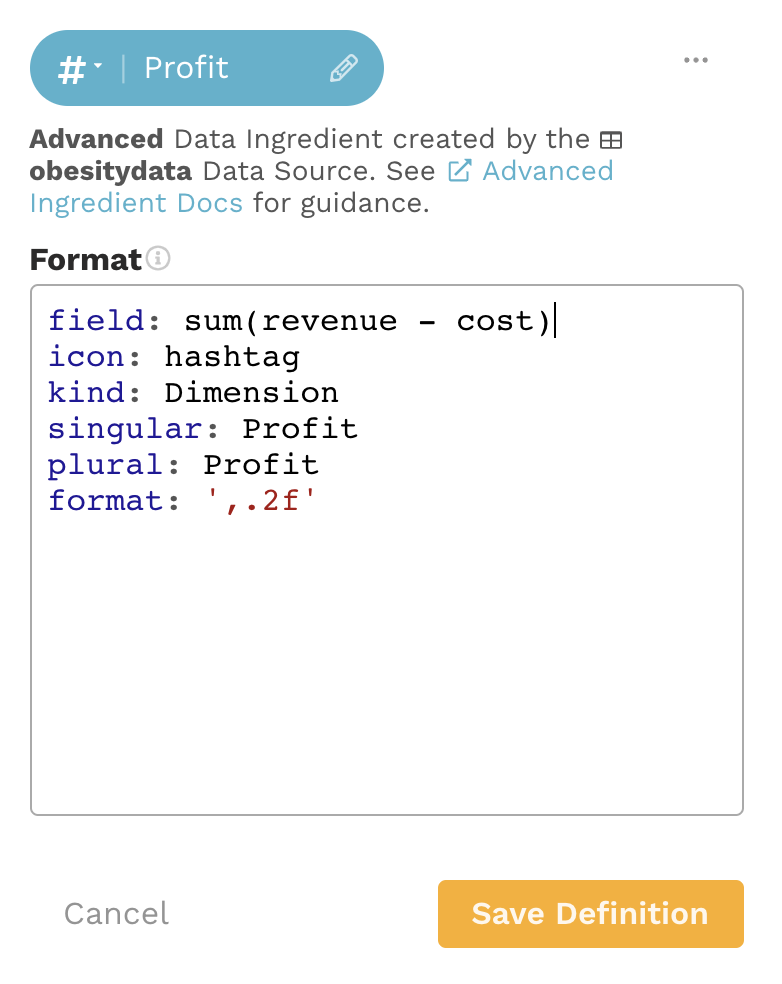 # | Profit
...
Advanced Data Ingredient created by the
obesitydata Data Source. See Advanced
Ingredient Docs for guidance.
Format
field: sum(revenue - cost)
icon: hashtag
kind: Dimension
singular: Profit
plural: Profit
format: ',.2f'
Cancel
Save Definition